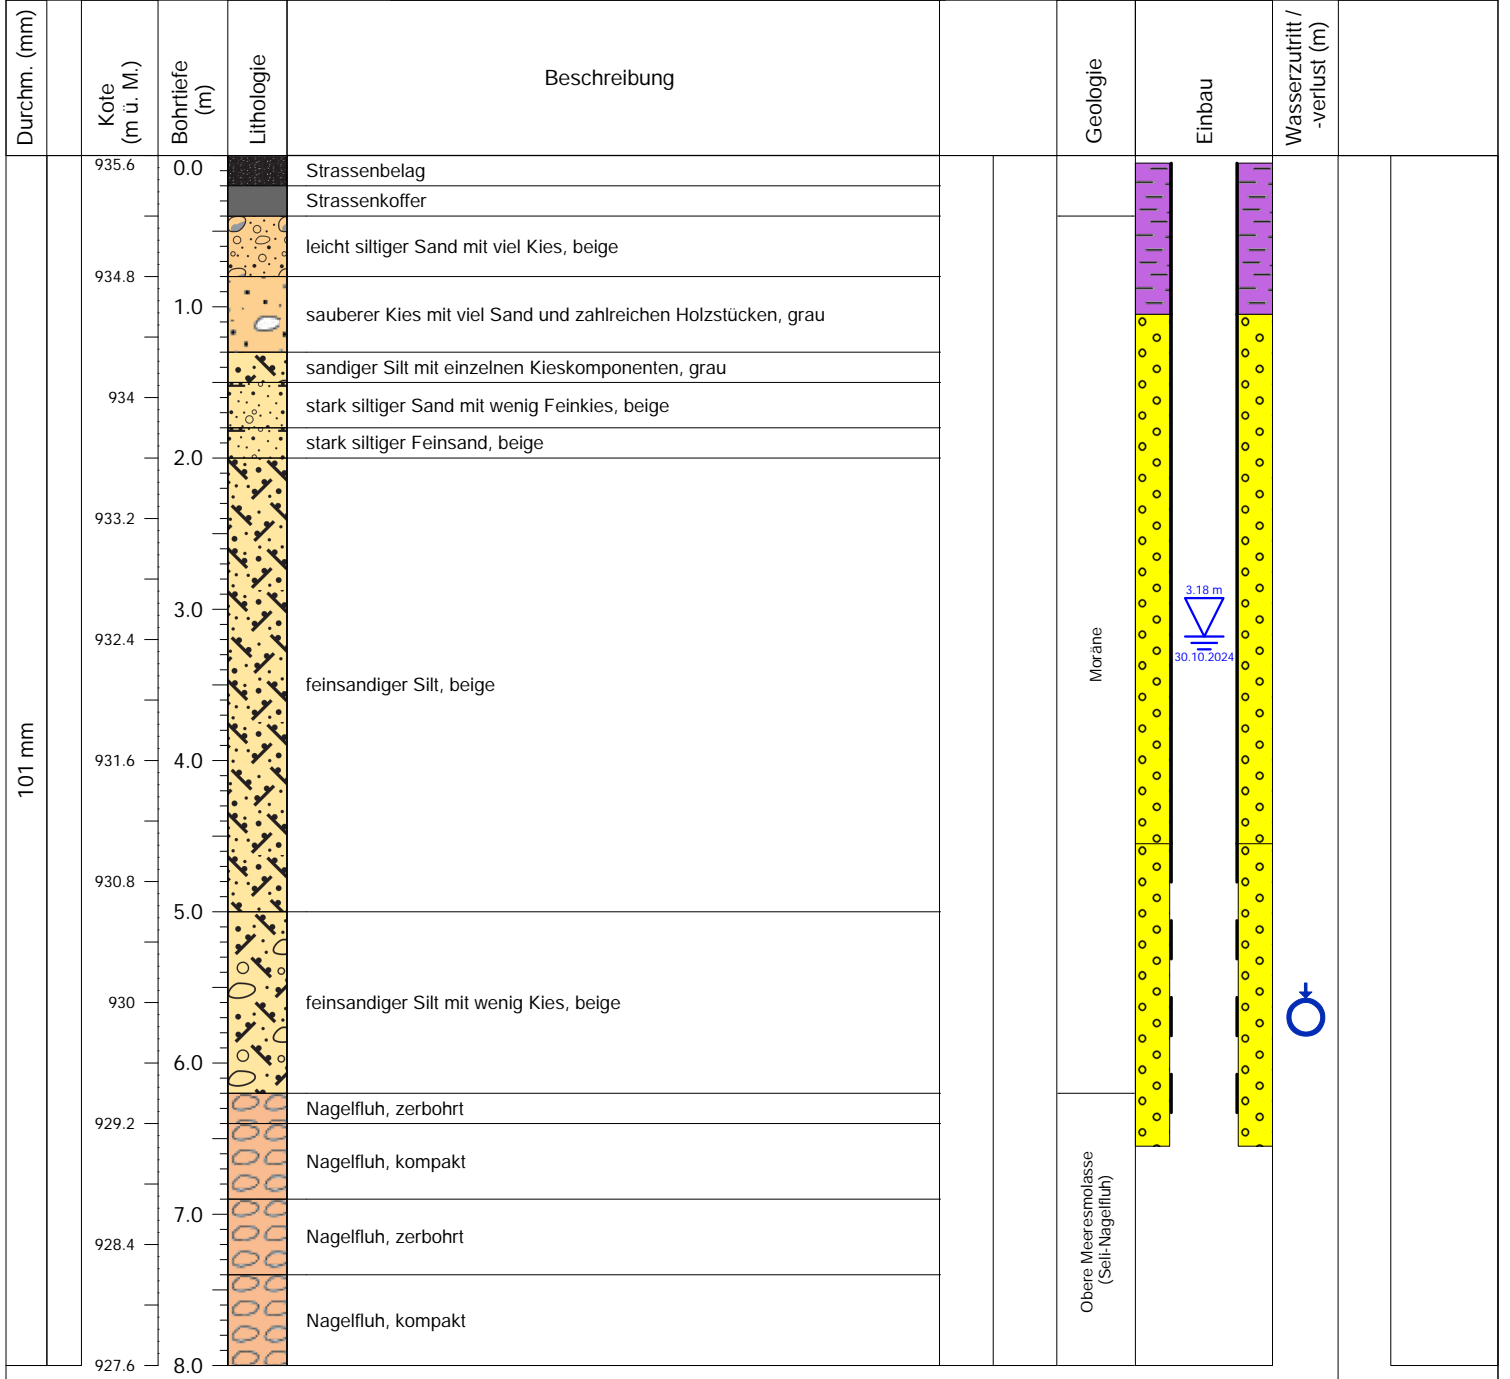 Durchm. (mm)
Kote
(m ü. M.)
Bohrtiefe
(m)
Lithologie
Beschreibung
Geologie
Einbau
Wasserzutritt /
-verlust (m)
101 mm
935.6
934.8
934
933.2
932.4
931.6
930.8
930
929.2
928.4
927.6
0.0
1.0
2.0
3.0
4.0
5.0
6.0
7.0
8.0
Strassenbelag
Strassenkoffer
leicht siltiger Sand mit viel Kies, beige
sauberer Kies mit viel Sand und zahlreichen Holzstücken, grau
sandiger Silt mit einzelnen Kieskomponenten, grau
stark siltiger Sand mit wenig Feinkies, beige
stark siltiger Feinsand, beige
feinsandiger Silt, beige
feinsandiger Silt mit wenig Kies, beige
Nagelfluh, zerbohrt
Nagelfluh, kompakt
Nagelfluh, zerbohrt
Nagelfluh, kompakt
Moräne
Obere Meeresmolasse
(Seli-Nagelfluh)
3.18 m
30.10.2024